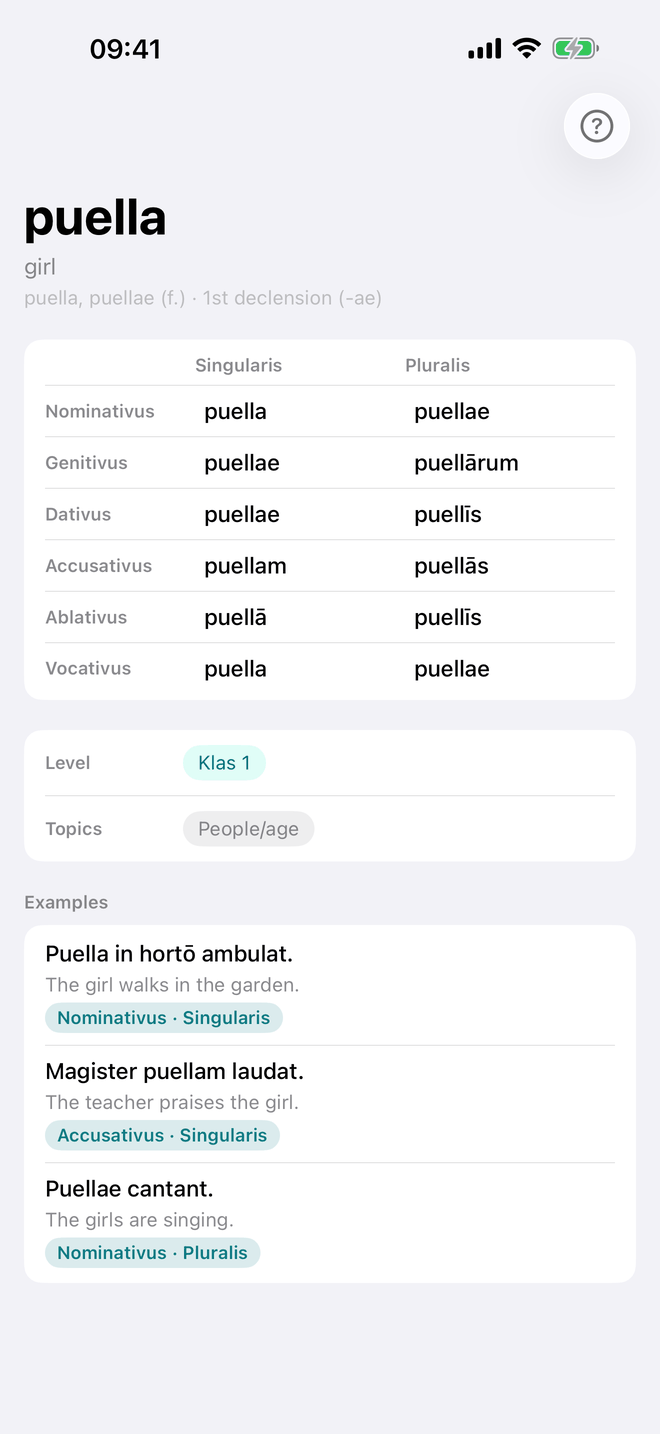 09:41
?
puella
girl
puella, puellae (f.) · 1st declension (-ae)
Singularis Pluralis
Nominativus puella puellae
Genitivus puellae puellārum
Dativus puellae puellīs
Accusativus puellam puellās
Ablativus puellā puellīs
Vocativus puella puellae
Level Klas 1
Topics People/age
Examples
Puella in hortō ambulat.
The girl walks in the garden.
Nominativus · Singularis
Magister puellam laudat.
The teacher praises the girl.
Accusativus · Singularis
Puellae cantant.
The girls are singing.
Nominativus · Pluralis